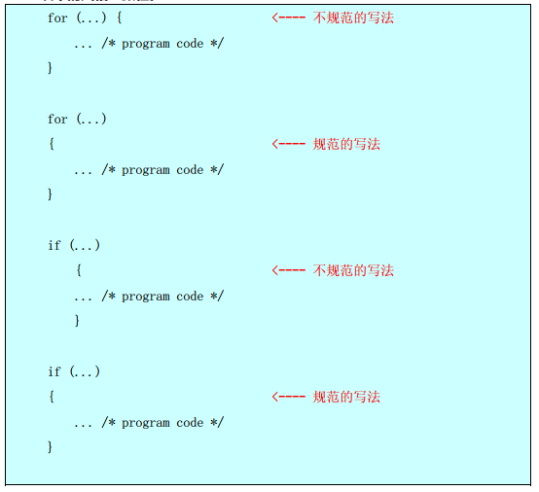 for (...) { <---- 不规范的写法
... /* program code */
}
for (...)
{ <---- 规范的写法
... /* program code */
}
if (...)
{ <---- 不规范的写法
... /* program code */
}
if (...)
{ <---- 规范的写法
... /* program code */
}